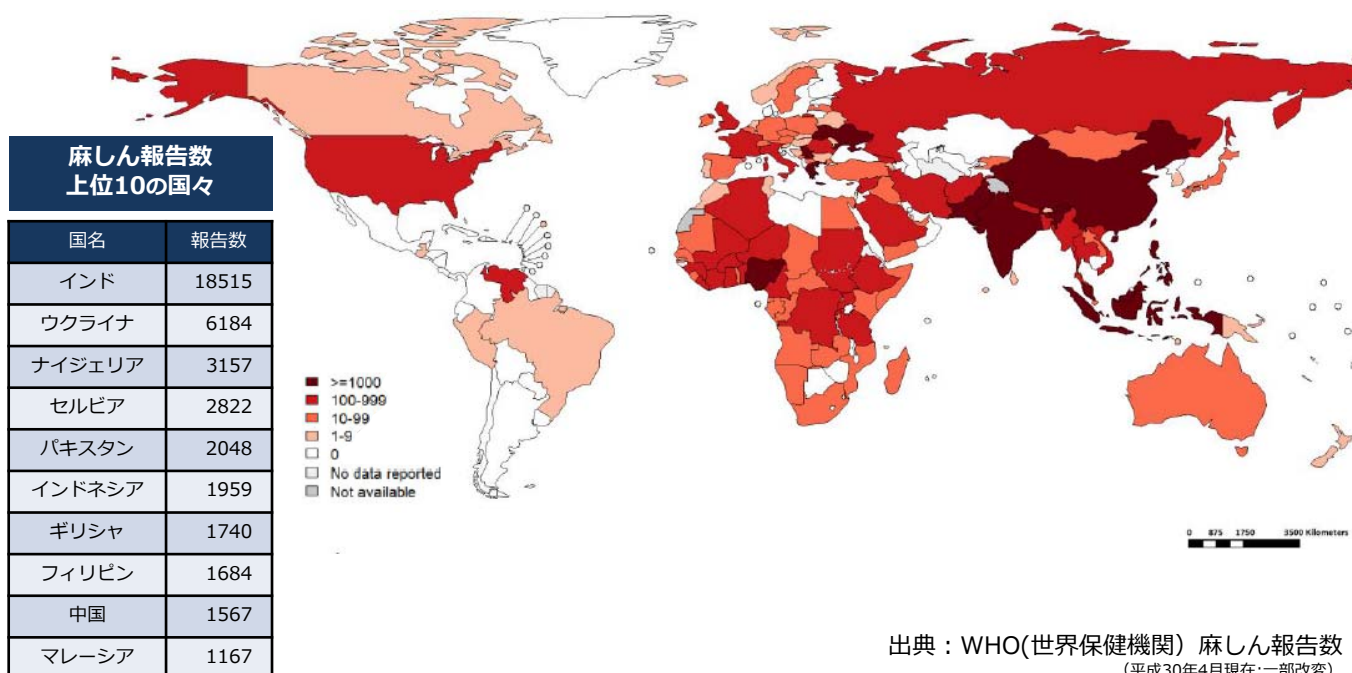 麻しん報告数
上位10の国々
国名 報告数
インド 18515
ウクライナ 6184
ナイジェリア 3157
セルビア 2822
パキスタン 2048
インドネシア 1959
ギリシャ 1740
フィリピン 1684
中国 1567
マレーシア 1167
>=1000
100-999
10-99
1-9
0
No data reported
Not available
0 875 1750 3500 Kilometers
出典：WHO(世界保健機関）麻しん報告数
（平成30年4月現在:一部改変）